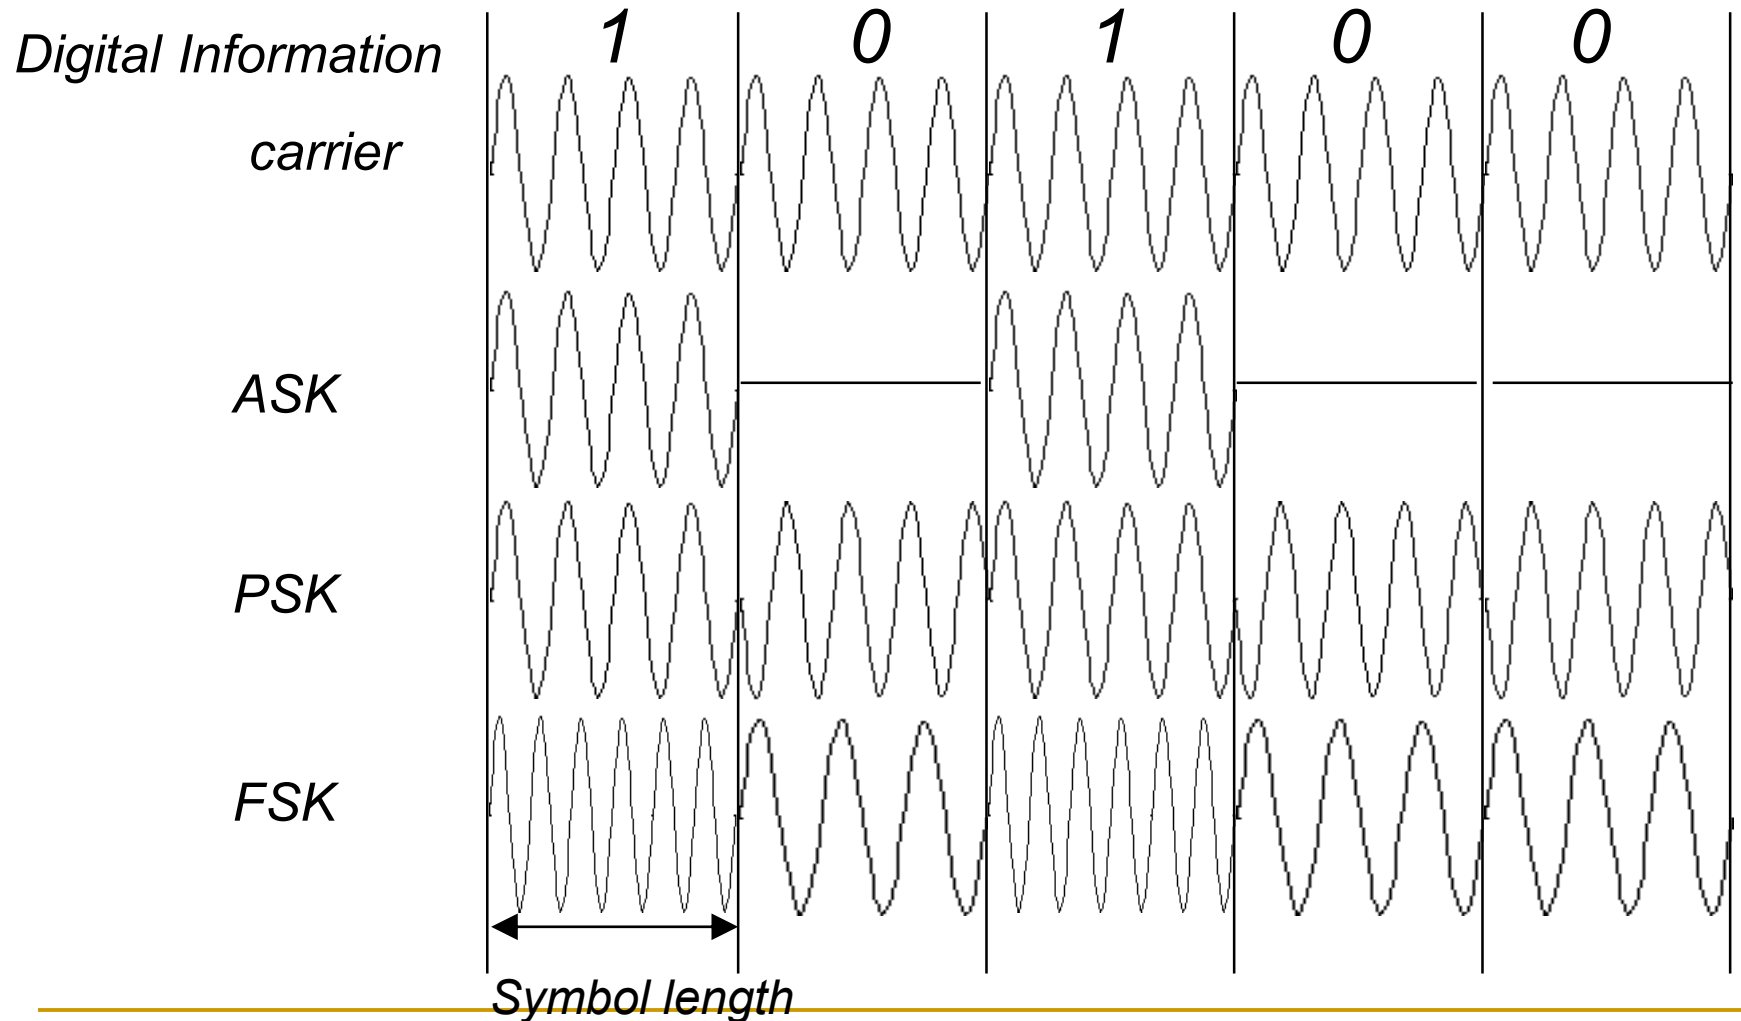 Digital Information 1 0 1 0 0
carrier
ASK
PSK
FSK
Symbol length